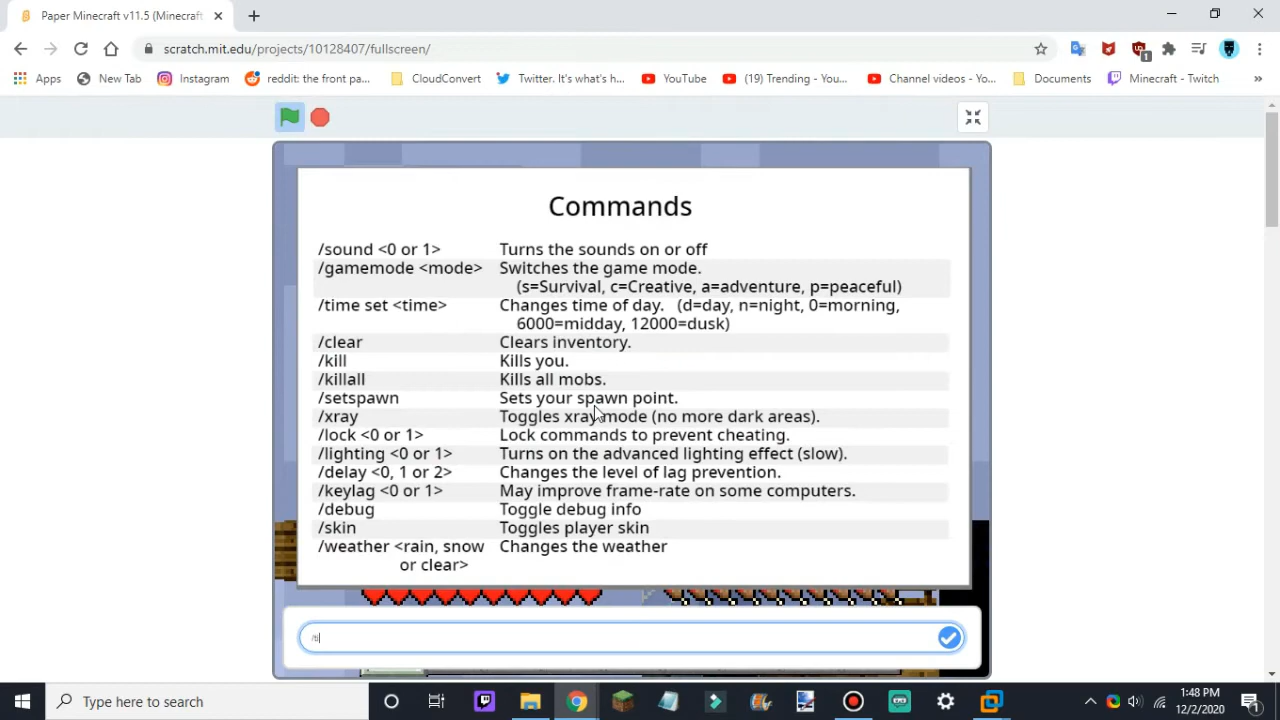 Paper Minecraft v11.5 (Minecraft
scratch.mit.edu/projects/10128407/fullscreen/
Apps New Tab Instagram reddit: the front pa... CloudConvert Twitter. It's what's h... YouTube (19) Trending - You... Channel videos - Yo... Documents Minecraft - Twitch »
Commands
/sound <0 or 1> Turns the sounds on or off
/gamemode <mode> Switches the game mode.
(s=Survival, c=Creative, a=adventure, p=peaceful)
/time set <time> Changes time of day. (d=day, n=night, 0=morning,
6000=midday, 12000=dusk)
/clear Clears inventory.
/kill Kills you.
/killall Kills all mobs.
/setspawn Sets your spawn point.
/xray Toggles xray mode (no more dark areas).
/lock <0 or 1> Lock commands to prevent cheating.
/lighting <0 or 1> Turns on the advanced lighting effect (slow).
/delay <0, 1 or 2> Changes the level of lag prevention.
/keylag <0 or 1> May improve frame-rate on some computers.
/debug Toggle debug info
/skin Toggles player skin
/weather <rain, snow Changes the weather
or clear>
Type here to search
1:48 PM
12/2/2020